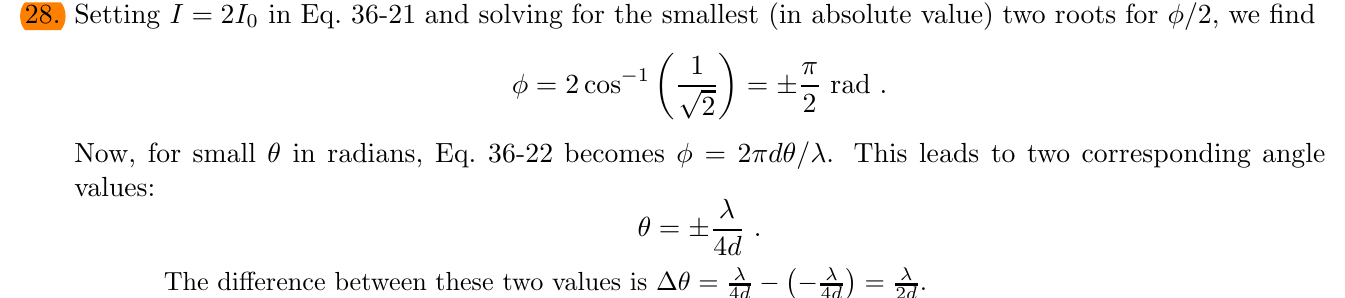 28. Setting I = 2I₀ in Eq. 36-21 and solving for the smallest (in absolute value) two roots for ϕ/2, we find
ϕ = 2 cos⁻¹ (1/√2) = ±π/2 rad .
Now, for small θ in radians, Eq. 36-22 becomes ϕ = 2πdθ/λ. This leads to two corresponding angle
values:
θ = ±λ/4d .
The difference between these two values is Δθ = λ/4d − (−λ/4d) = λ/2d.